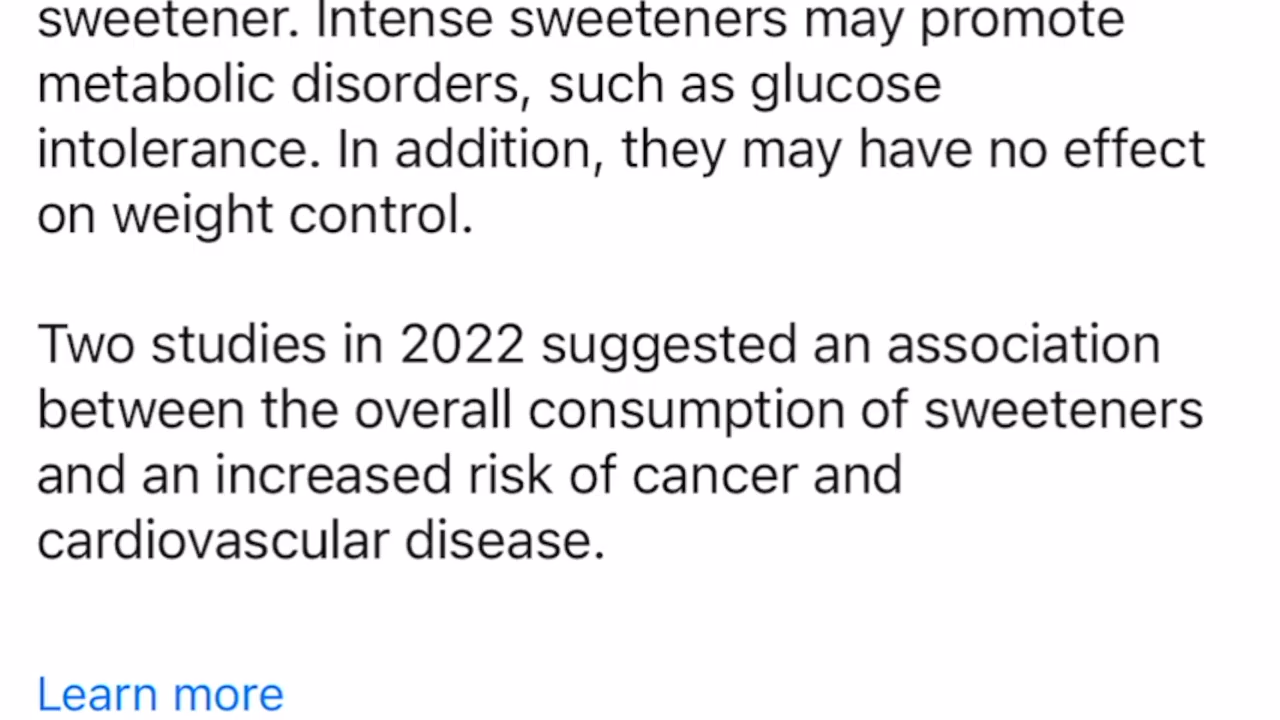 sweetener. Intense sweeteners may promote
metabolic disorders, such as glucose
intolerance. In addition, they may have no effect
on weight control.
Two studies in 2022 suggested an association
between the overall consumption of sweeteners
and an increased risk of cancer and
cardiovascular disease.
Learn more